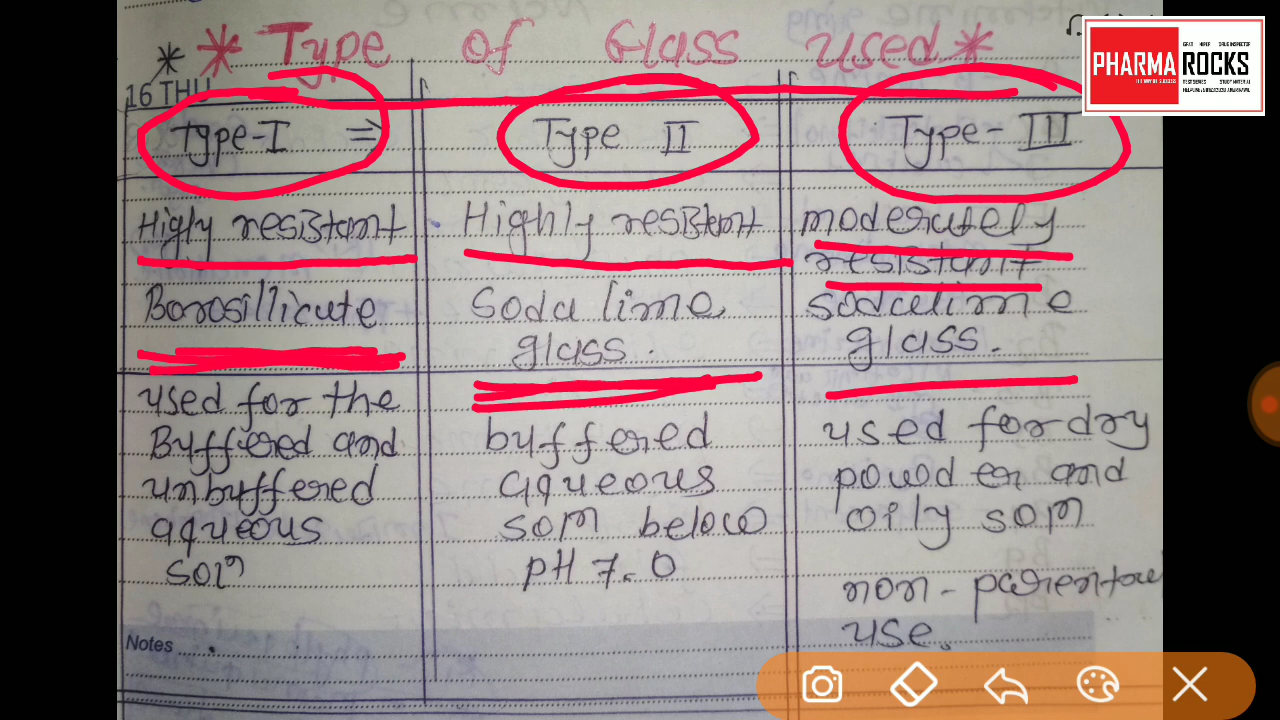 * * Type of Glass used *
PHARMA ROCKS
16 THU
Type-I ⇒
Type II
Type-III
Higly resistant
Borosillicate
Highly resistant
Soda lime
glass.
moderately
resistant
sodalime
glass.
used for the
Buffered and
unbuffered
aqueous
soln
buffered
aqueous
soln below
pH 7.0
used for dry
powder and
oily soln
non-parentral
use.
Notes